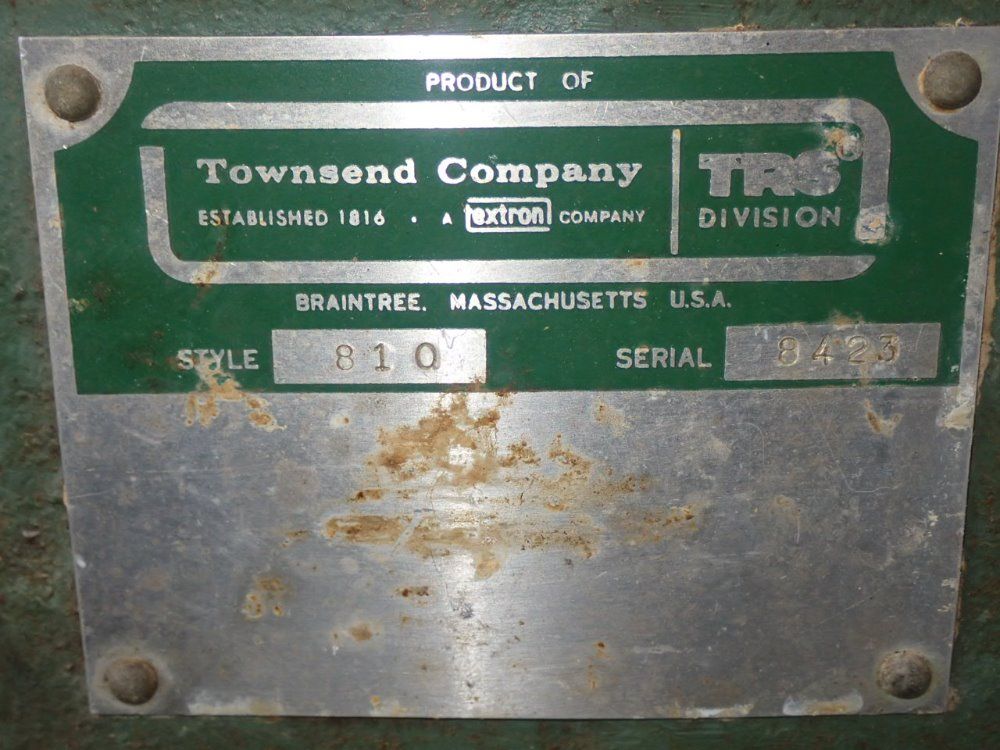 PRODUCT OF
Townsend Company
ESTABLISHED 1816 · A textron COMPANY
TRS
DIVISION
BRAINTREE, MASSACHUSETTS U.S.A.
STYLE 810
SERIAL 8423